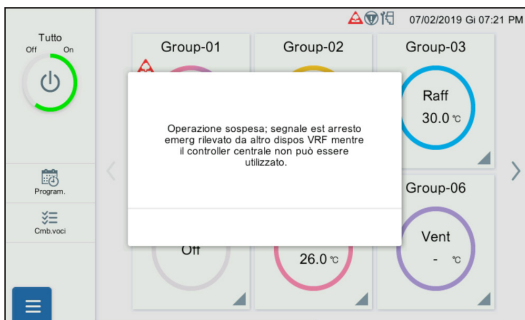 07/02/2019 Gi 07:21 PM
Tutto
Off On
Group-01 Group-02 Group-03
Raff
30.0 °C
Operazione sospesa; segnale est arresto
emerg rilevato da altro dispos VRF mentre
il controller centrale non può essere
utilizzato.
Program.
Cmb.voci
Group-06
Off
26.0 °C
Vent
- °C